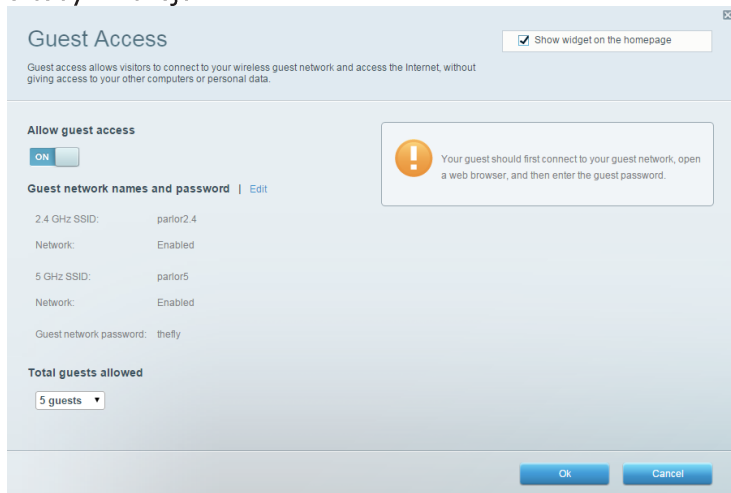 Guest Access
Show widget on the homepage
Guest access allows visitors to connect to your wireless guest network and access the Internet, without
giving access to your other computers or personal data.
Allow guest access
ON
Your guest should first connect to your guest network, open
a web browser, and then enter the guest password.
Guest network names and password | Edit
2.4 GHz SSID: parlor2.4
Network: Enabled
5 GHz SSID: parlor5
Network: Enabled
Guest network password: thefly
Total guests allowed
5 guests
Ok Cancel